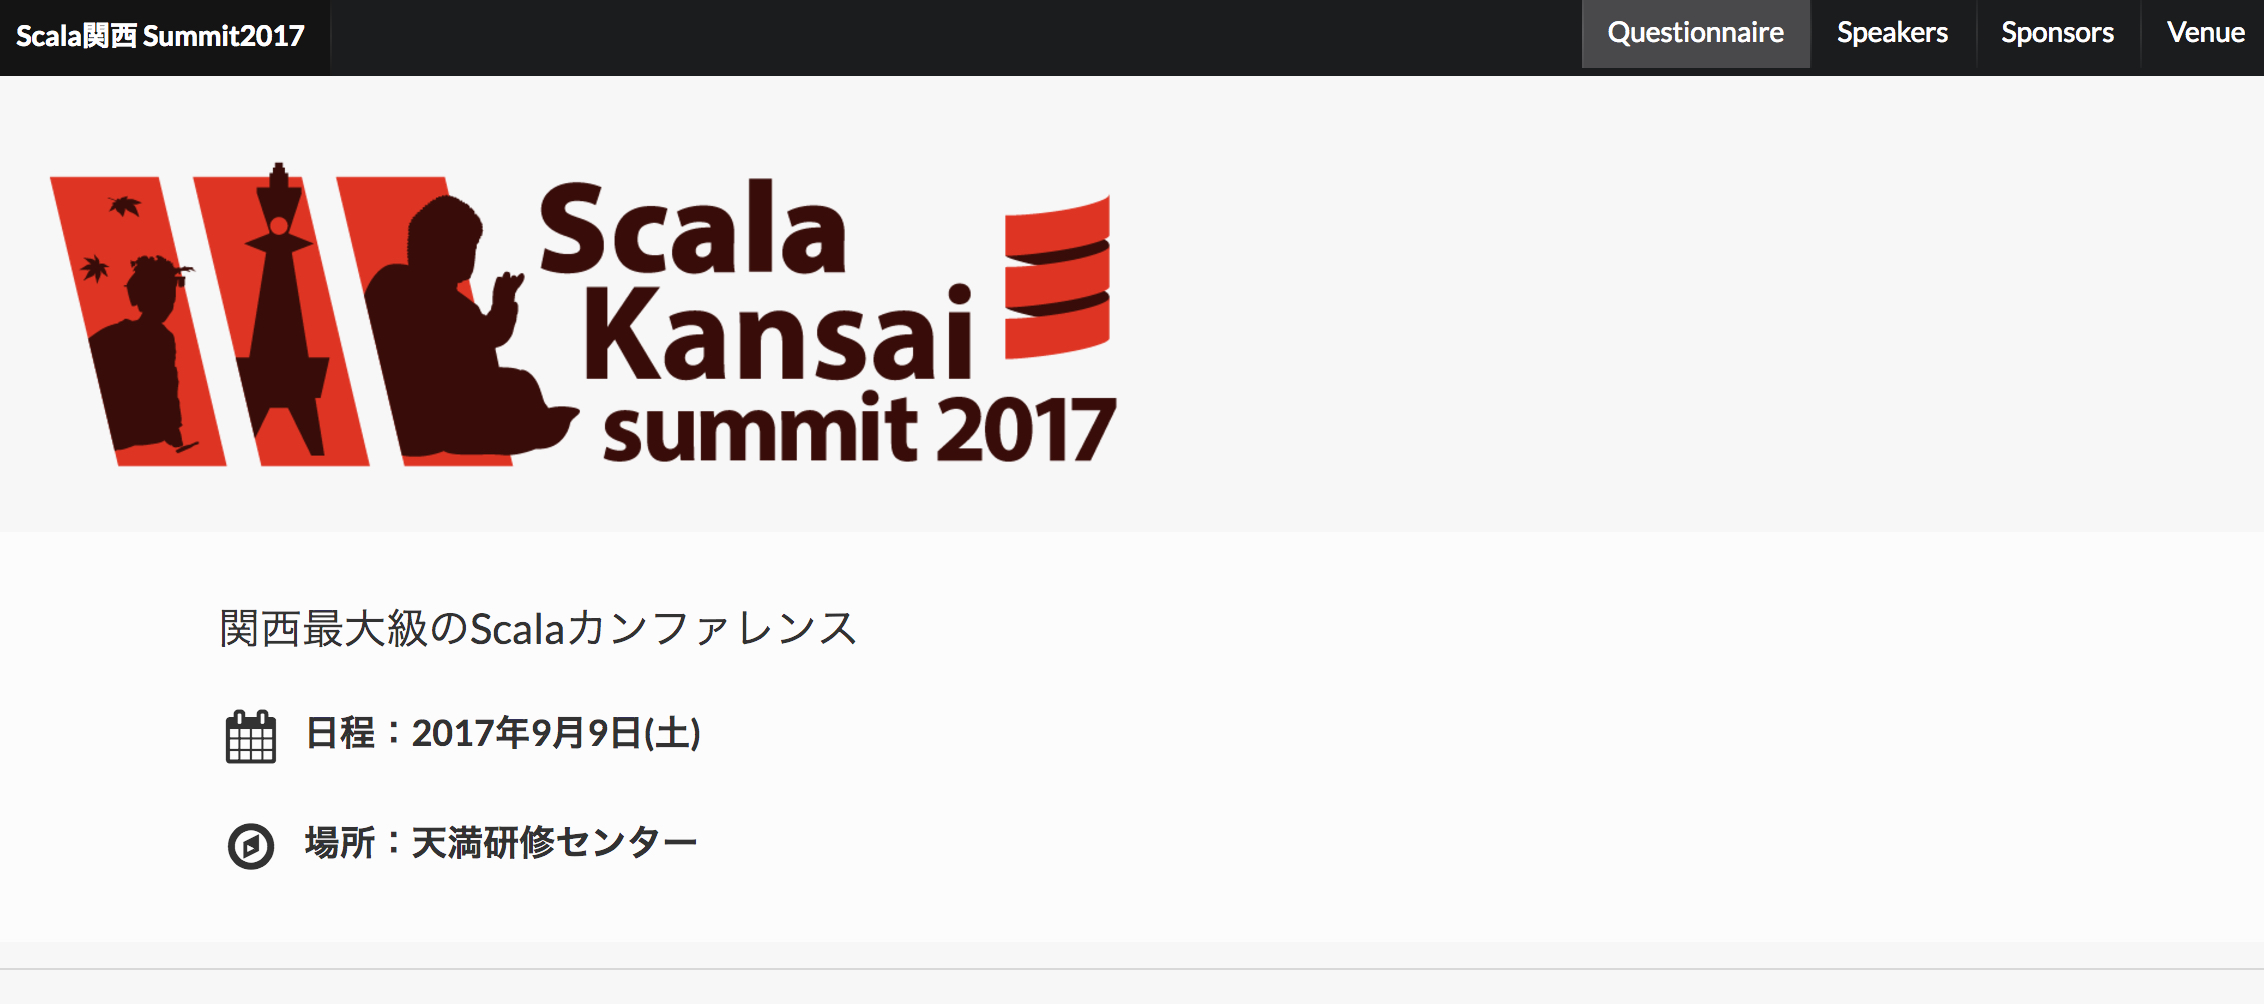 Scala関西 Summit2017
Questionnaire
Speakers
Sponsors
Venue
Scala
Kansai
summit 2017
関西最大級のScalaカンファレンス
日程：2017年9月9日(土)
場所：天満研修センター